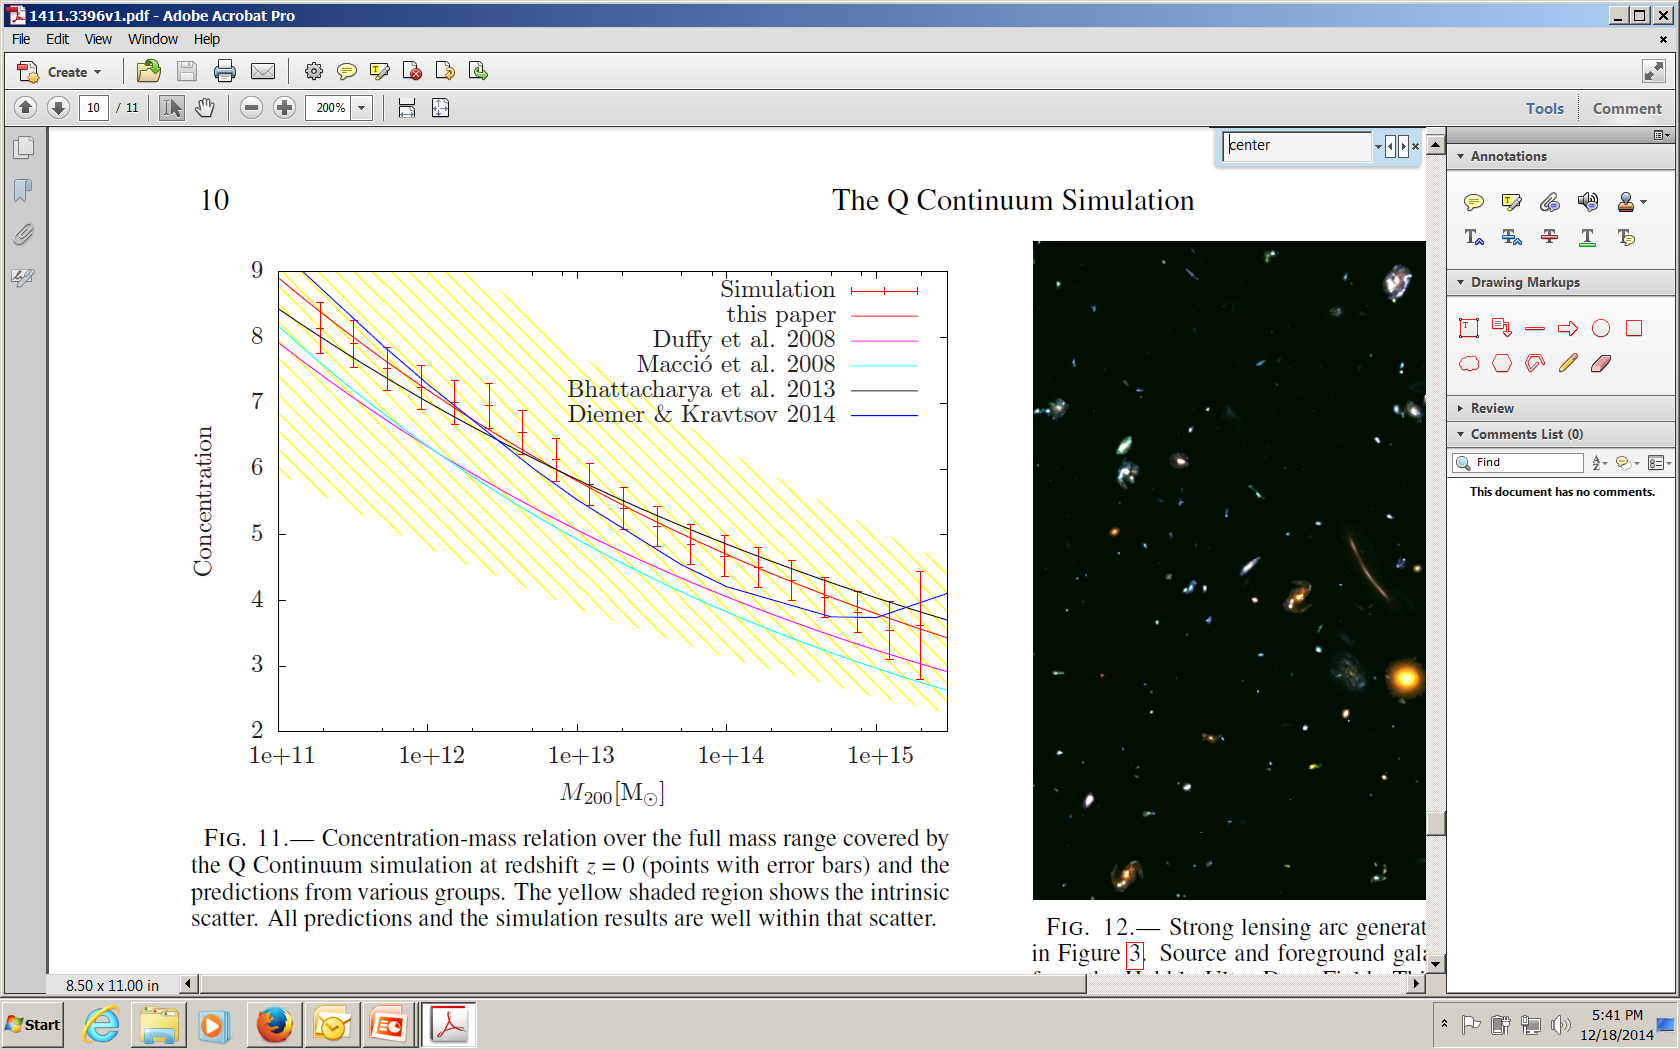 1411.3396v1.pdf - Adobe Acrobat Pro
File Edit View Window Help
Create
10 / 11 200% Tools Comment
center
Annotations
Drawing Markups
Review
Comments List (0)
Find
This document has no comments.
10 The Q Continuum Simulation
9
8
7
6
5
4
3
2
Concentration
Simulation
this paper
Duffy et al. 2008
Macció et al. 2008
Bhattacharya et al. 2013
Diemer & Kravtsov 2014
1e+11 1e+12 1e+13 1e+14 1e+15
M200[M⊙]
FIG. 11.— Concentration-mass relation over the full mass range covered by
the Q Continuum simulation at redshift z = 0 (points with error bars) and the
predictions from various groups. The yellow shaded region shows the intrinsic
scatter. All predictions and the simulation results are well within that scatter.
FIG. 12.— Strong lensing arc generat
in Figure 3. Source and foreground gala
8.50 x 11.00 in
Start
5:41 PM
12/18/2014